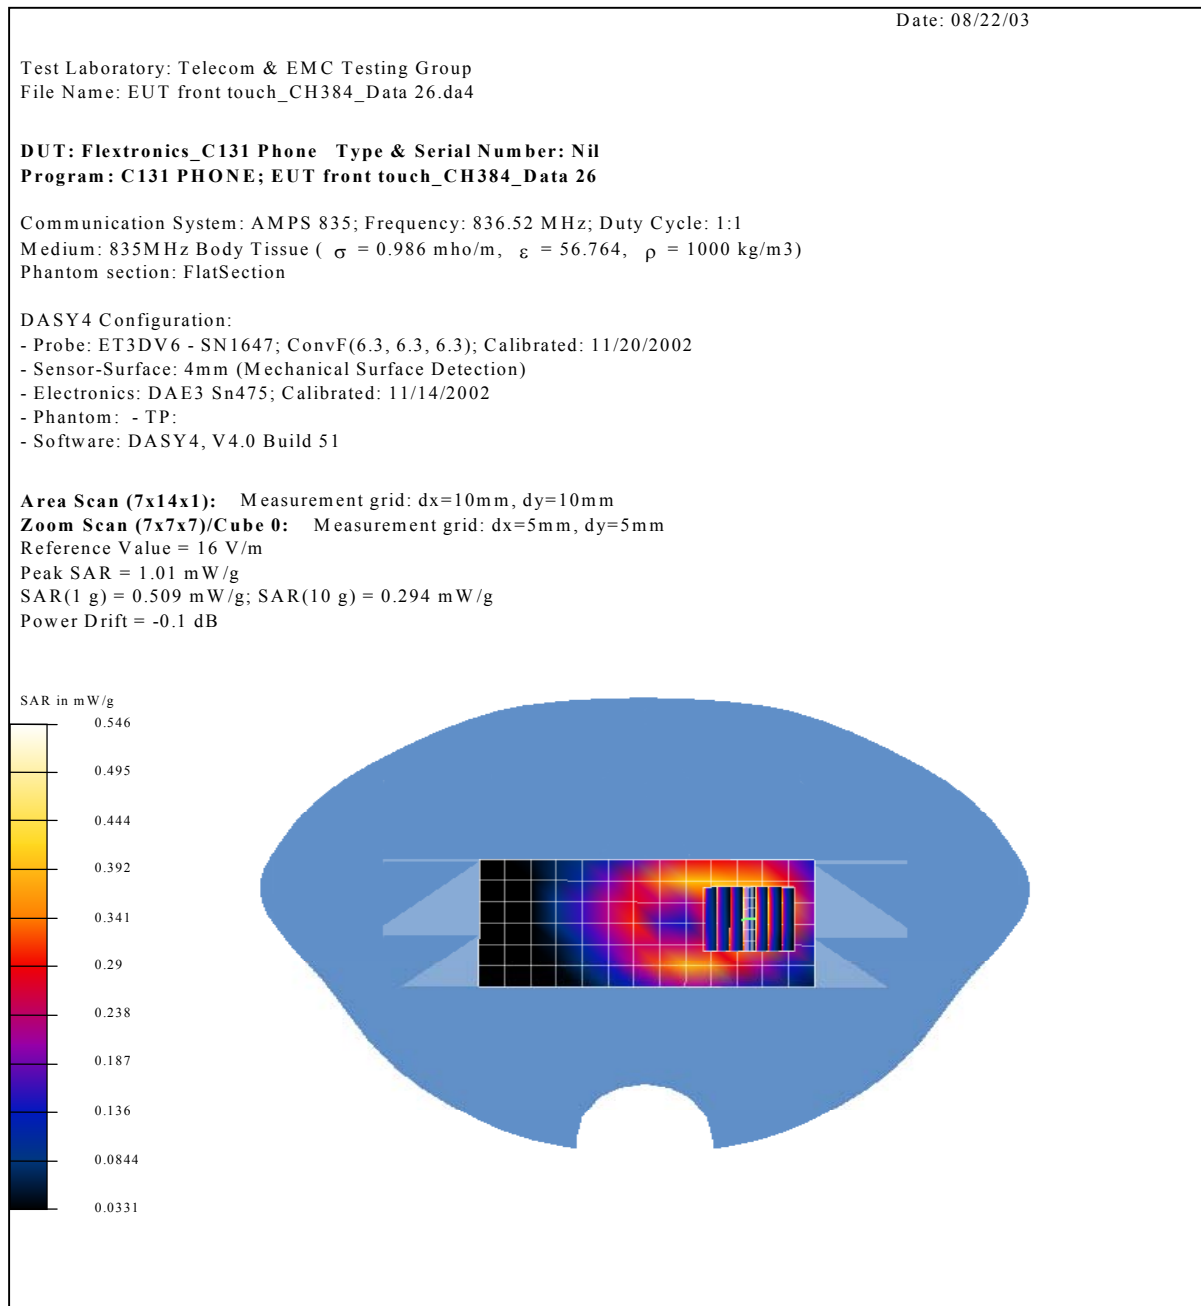 Date: 08/22/03
Test Laboratory: Telecom & EMC Testing Group
File Name: EUT front touch_CH384_Data 26.da4
DUT: Flextronics_C131 Phone Type & Serial Number: Nil
Program: C131 PHONE; EUT front touch_CH384_Data 26
Communication System: AMPS 835; Frequency: 836.52 MHz; Duty Cycle: 1:1
Medium: 835MHz Body Tissue ( σ = 0.986 mho/m, ε = 56.764, ρ = 1000 kg/m3)
Phantom section: FlatSection
DASY4 Configuration:
- Probe: ET3DV6 - SN1647; ConvF(6.3, 6.3, 6.3); Calibrated: 11/20/2002
- Sensor-Surface: 4mm (Mechanical Surface Detection)
- Electronics: DAE3 Sn475; Calibrated: 11/14/2002
- Phantom: - TP:
- Software: DASY4, V4.0 Build 51
Area Scan (7x14x1): Measurement grid: dx=10mm, dy=10mm
Zoom Scan (7x7x7)/Cube 0: Measurement grid: dx=5mm, dy=5mm
Reference Value = 16 V/m
Peak SAR = 1.01 mW/g
SAR(1 g) = 0.509 mW/g; SAR(10 g) = 0.294 mW/g
Power Drift = -0.1 dB
SAR in mW/g
0.546
0.495
0.444
0.392
0.341
0.29
0.238
0.187
0.136
0.0844
0.0331